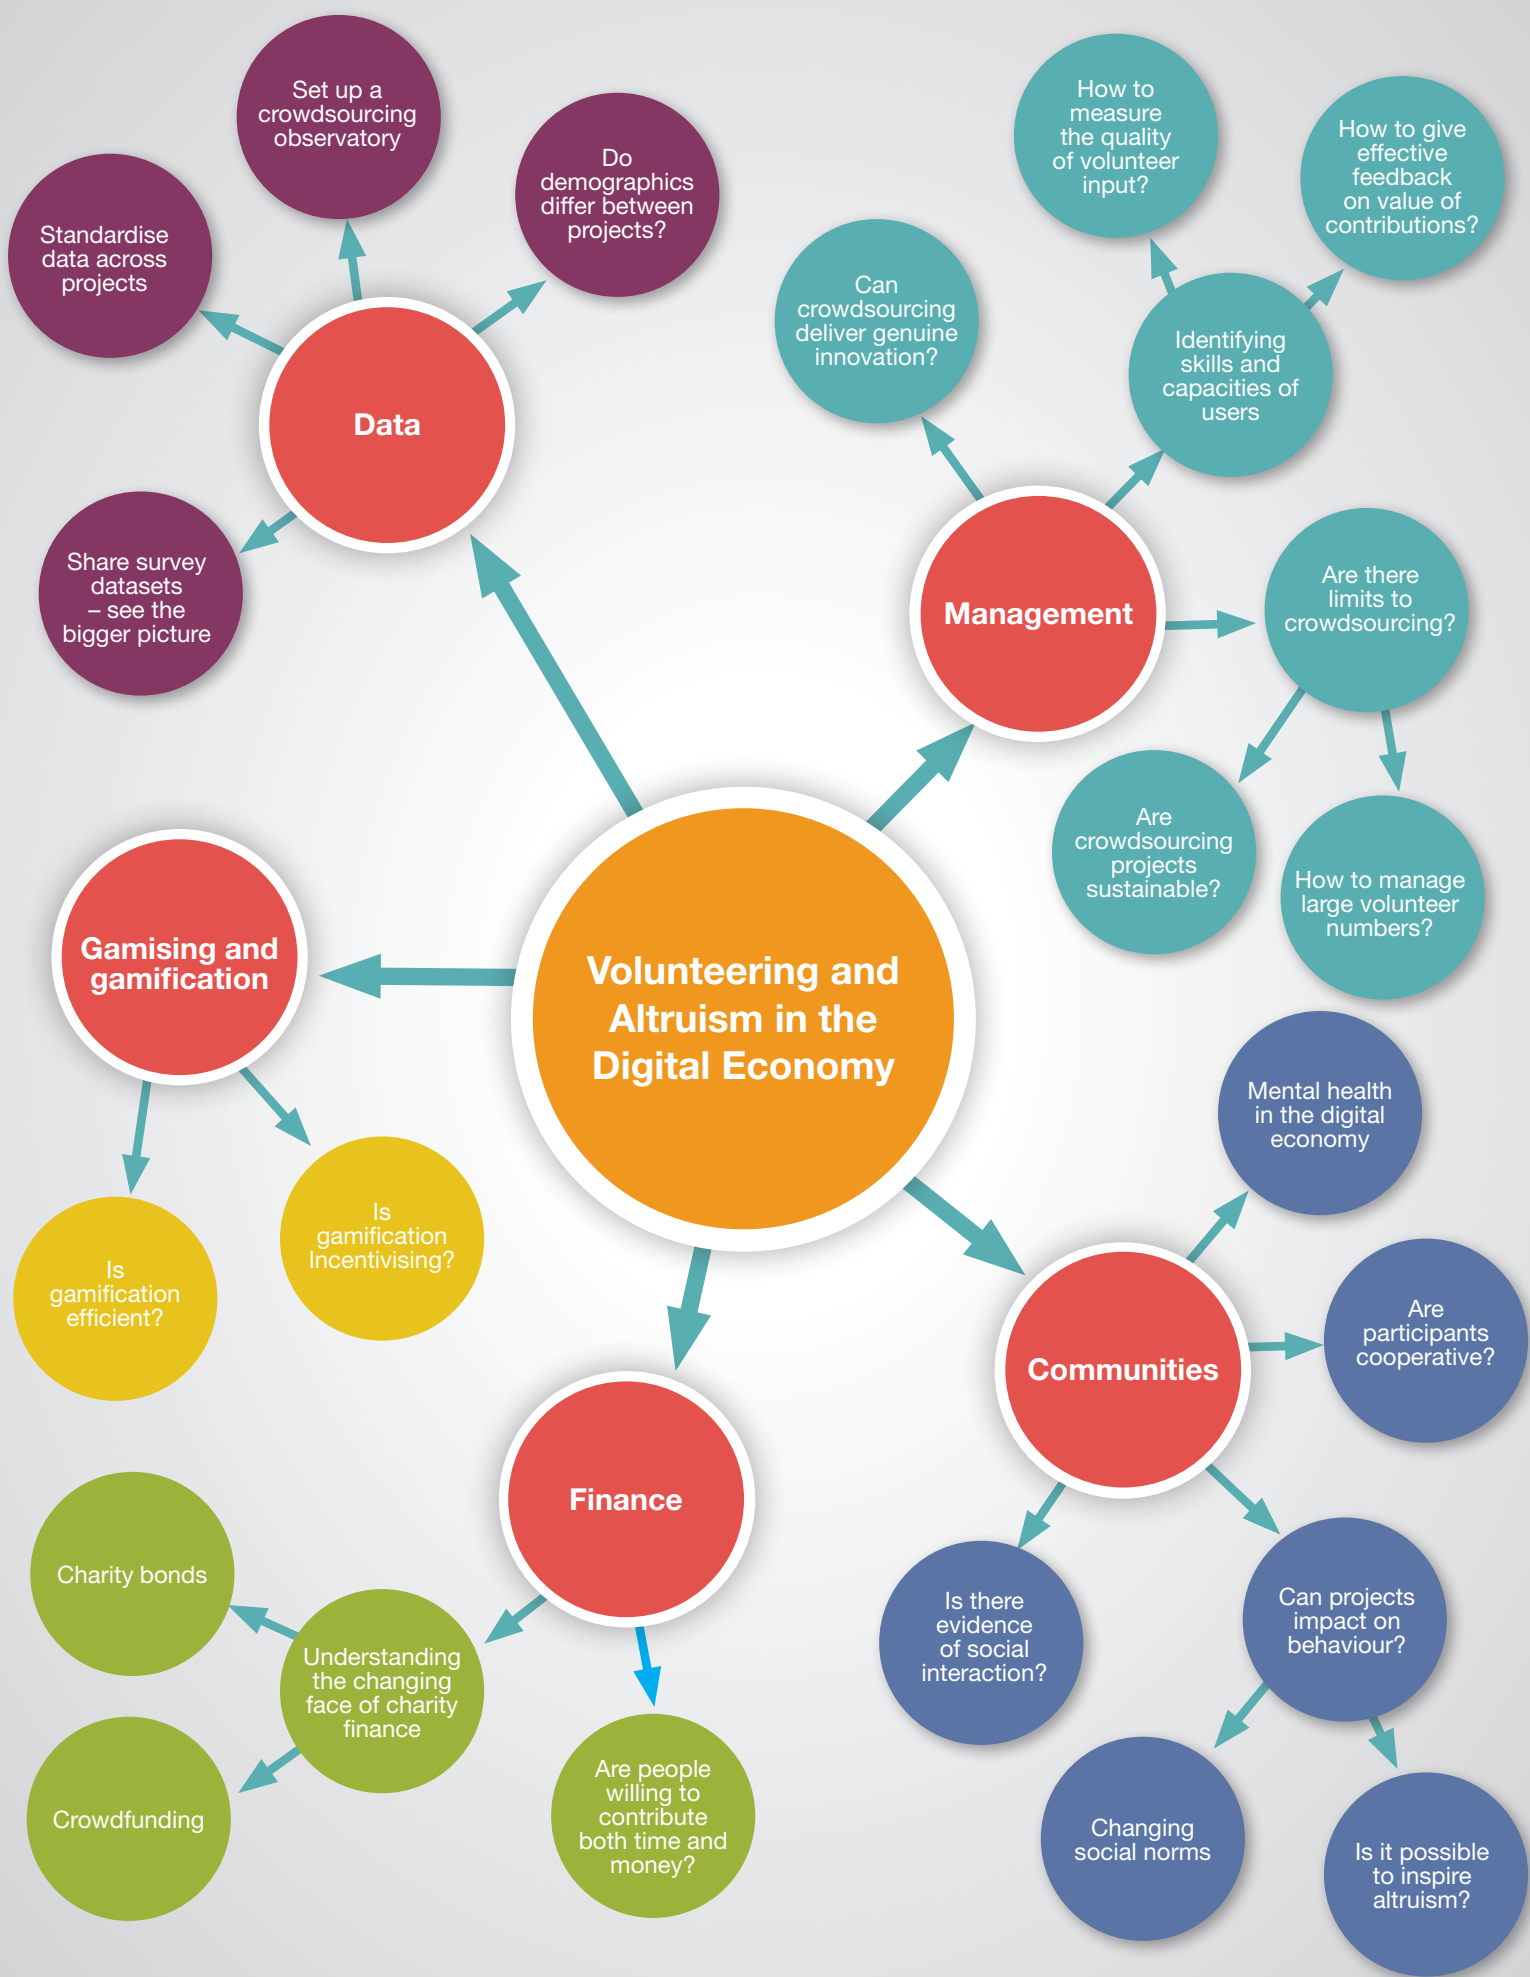 Set up a
crowdsourcing
observatory
Do
demographics
differ between
projects?
Standardise
data across
projects
Data
Share survey
datasets
– see the
bigger picture
How to
measure
the quality
of volunteer
input?
How to give
effective
feedback
on value of
contributions?
Can
crowdsourcing
deliver genuine
innovation?
Identifying
skills and
capacities of
users
Management
Are there
limits to
crowdsourcing?
Are
crowdsourcing
projects
sustainable?
How to manage
large volunteer
numbers?
Gamising and
gamification
Volunteering and
Altruism in the
Digital Economy
Is
gamification
efficient?
Is
gamification
Incentivising?
Mental health
in the digital
economy
Are
participants
cooperative?
Communities
Is there
evidence
of social
interaction?
Can projects
impact on
behaviour?
Changing
social norms
Is it possible
to inspire
altruism?
Finance
Charity bonds
Understanding
the changing
face of charity
finance
Crowdfunding
Are people
willing to
contribute
both time and
money?